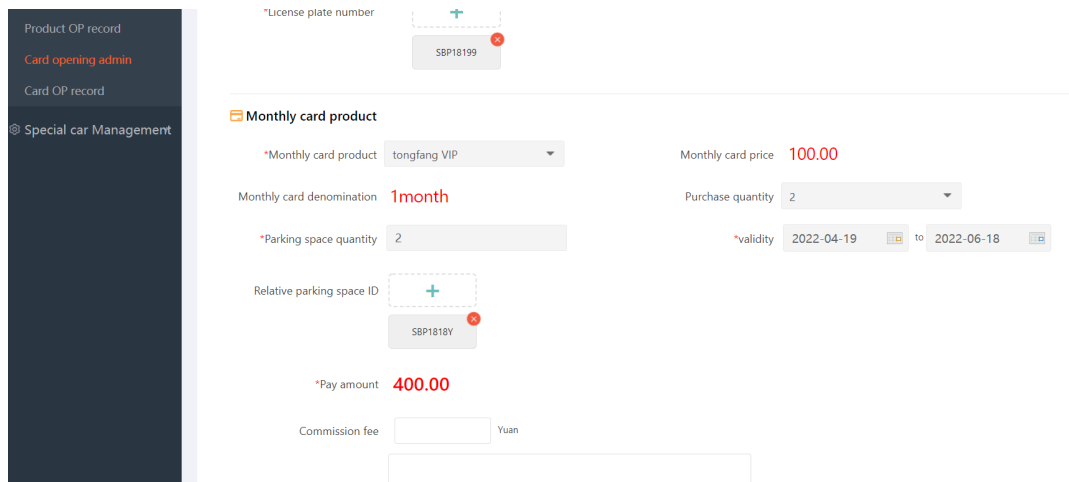 Product OP record
Card opening admin
Card OP record
Special car Management
*License plate number
SBP18199
Monthly card product
*Monthly card product tongfang VIP Monthly card price 100.00
Monthly card denomination 1month Purchase quantity 2
*Parking space quantity 2 *validity 2022-04-19 to 2022-06-18
Relative parking space ID
SBP1818Y
*Pay amount 400.00
Commission fee Yuan